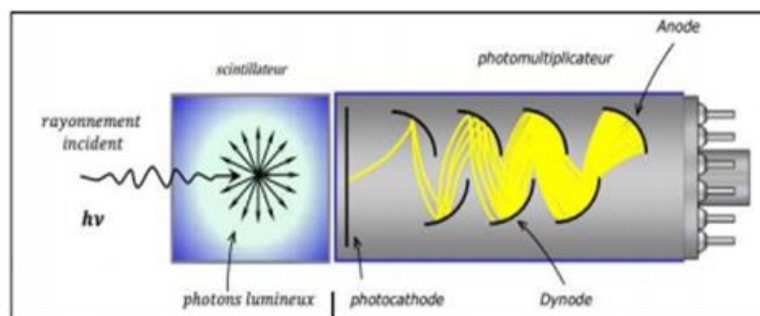 Anode
scintillateur
photomultiplicateur
rayonnement
incident
hν
photons lumineux
photocathode
Dynode